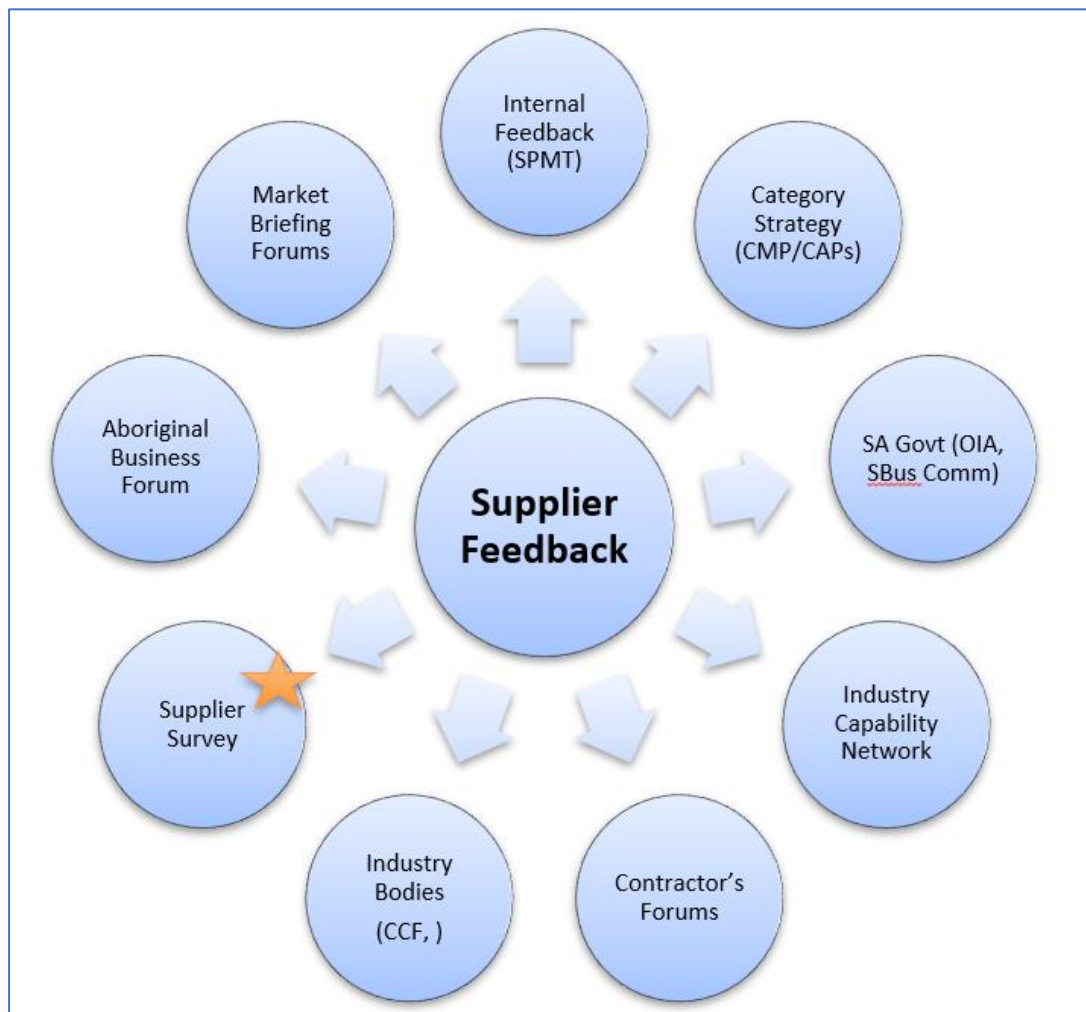 Internal
Feedback
(SPMT)
Category
Strategy
(CMP/CAPs)
SA Govt (OIA,
SBus Comm)
Industry
Capability
Network
Contractor’s
Forums
Industry
Bodies
(CCF, )
Supplier
Survey
Aboriginal
Business
Forum
Market
Briefing
Forums
Supplier
Feedback